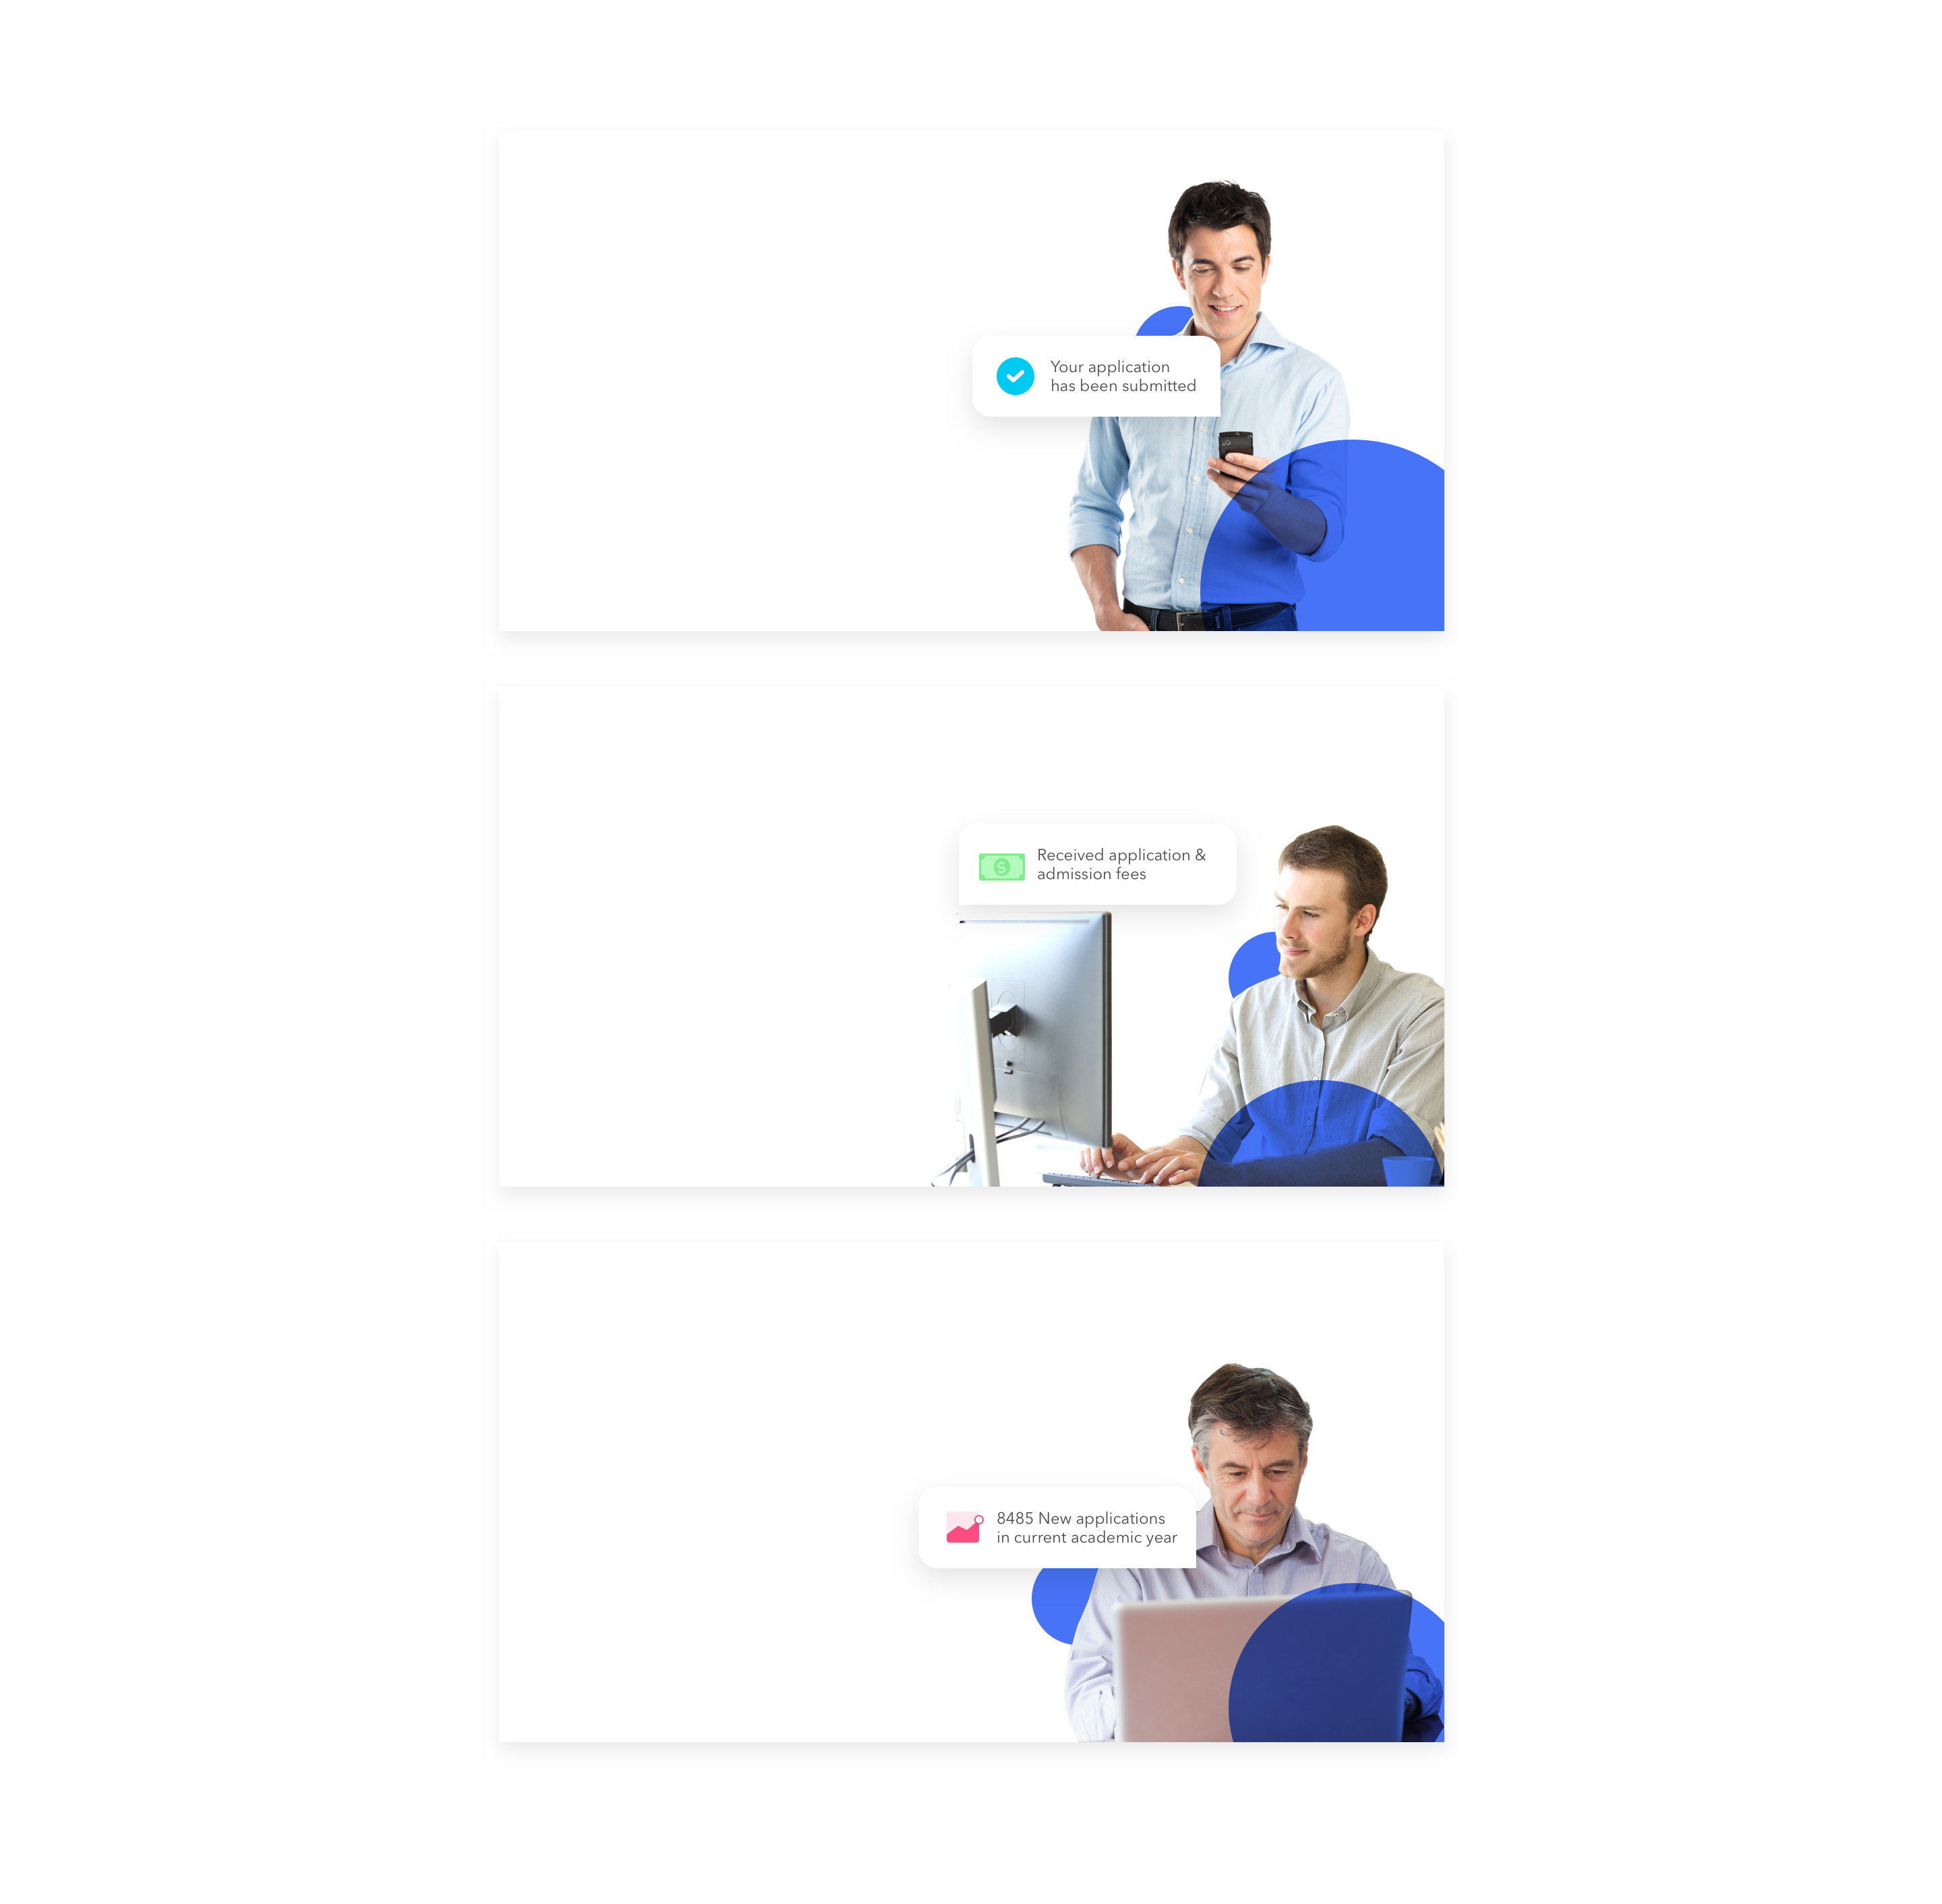 Your application
has been submitted
Received application &
admission fees
8485 New applications
in current academic year